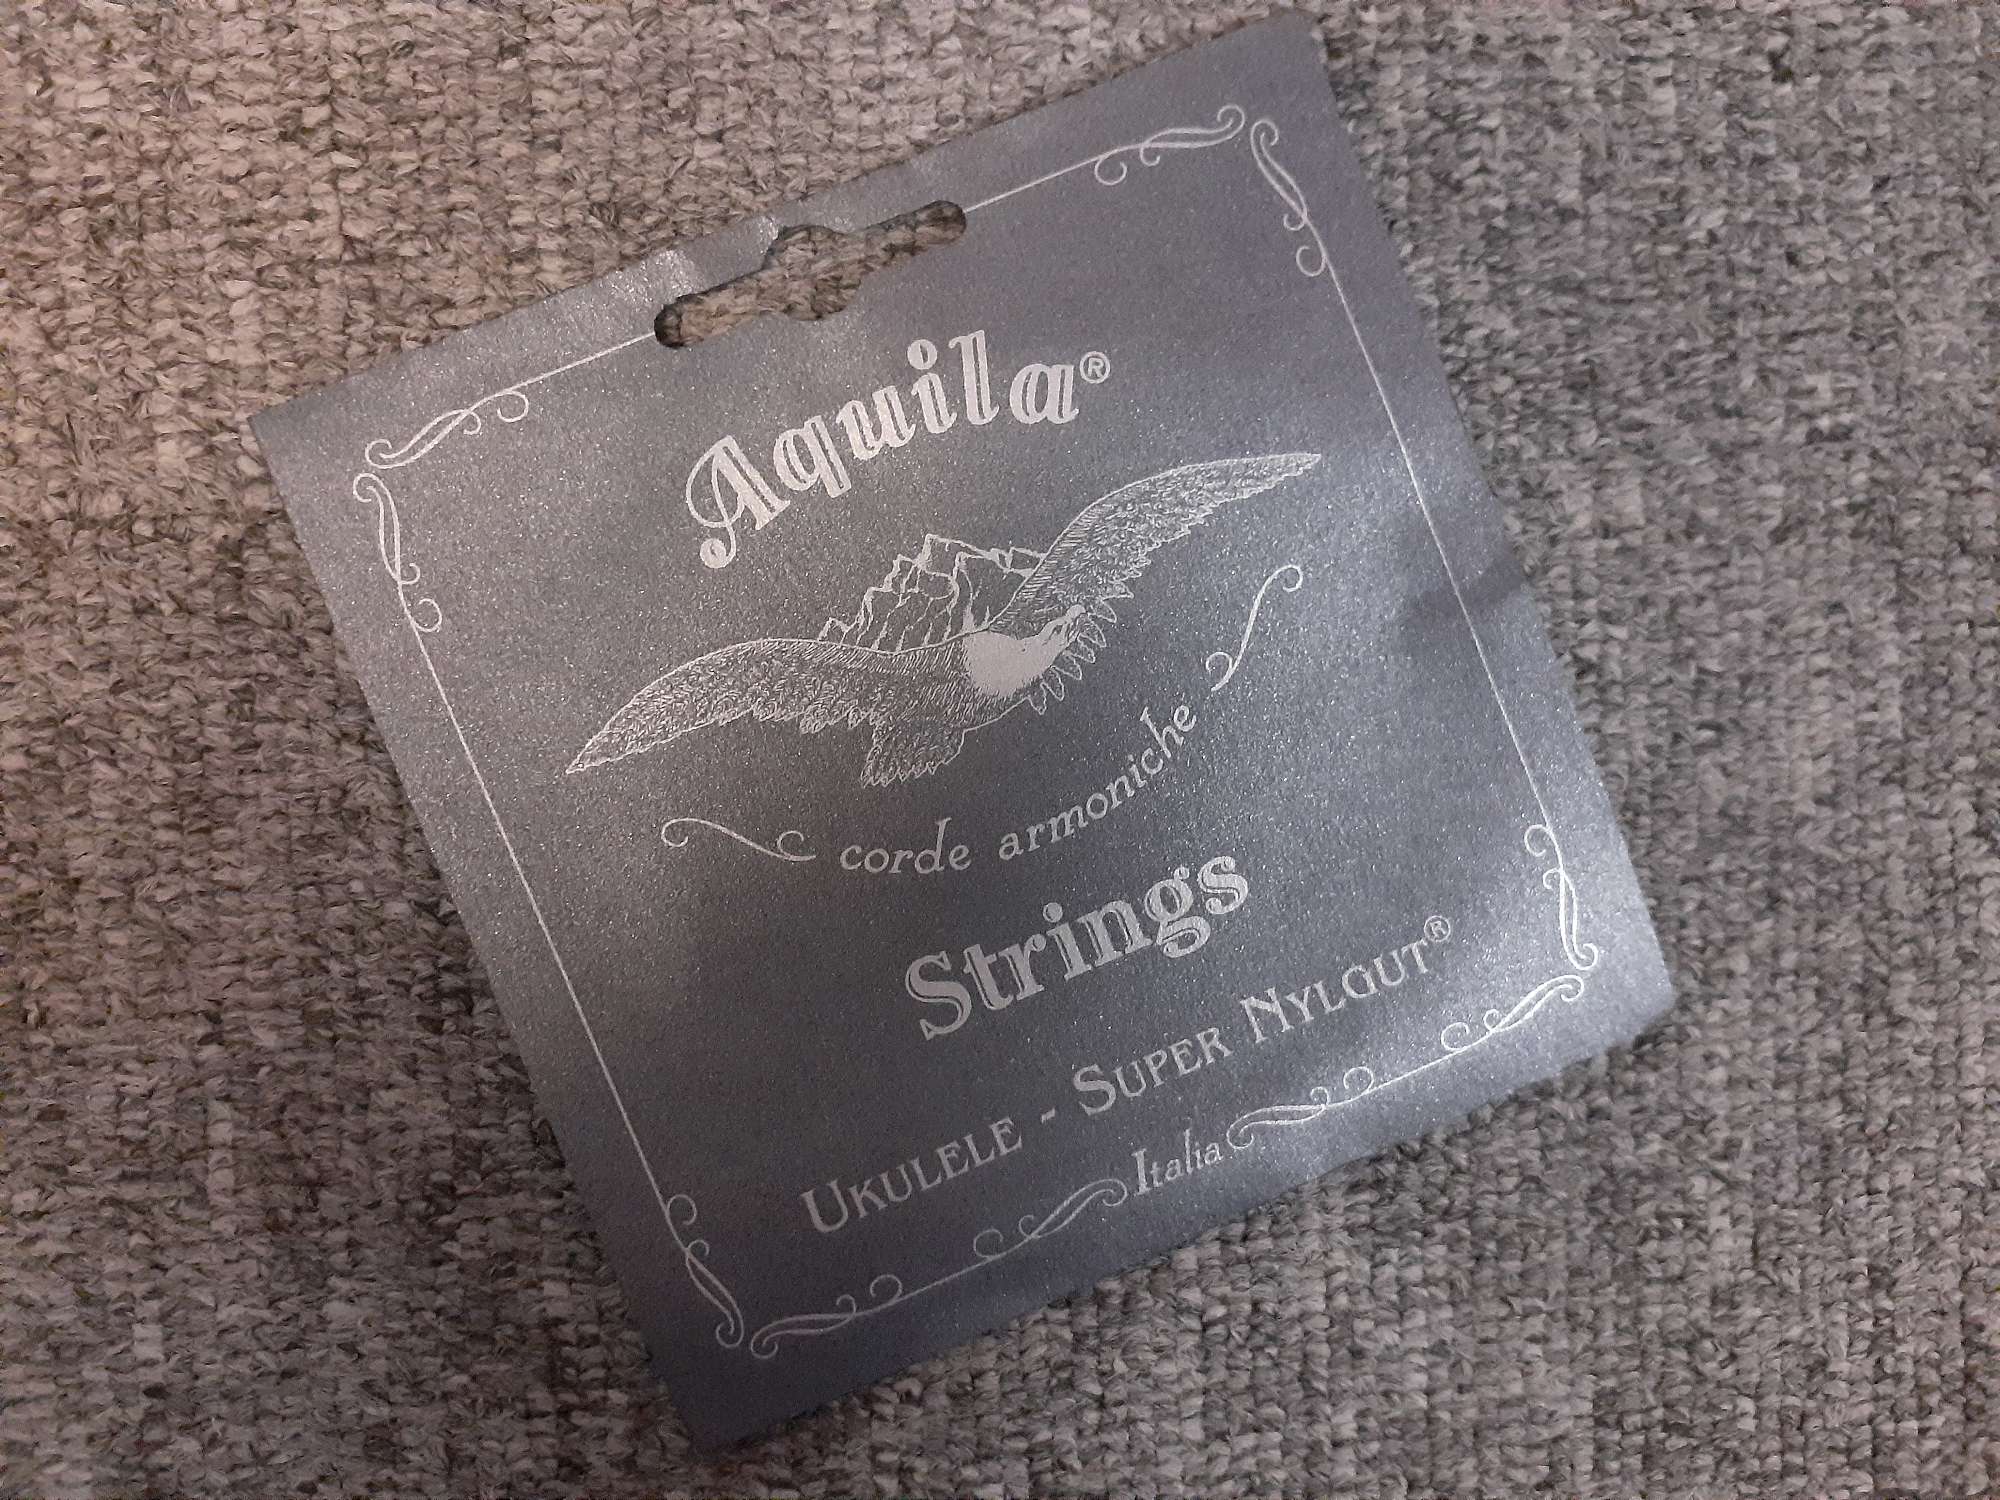 Aquila®
corde armoniche
Strings
UKULELE - SUPER NYLGUT®
Italia